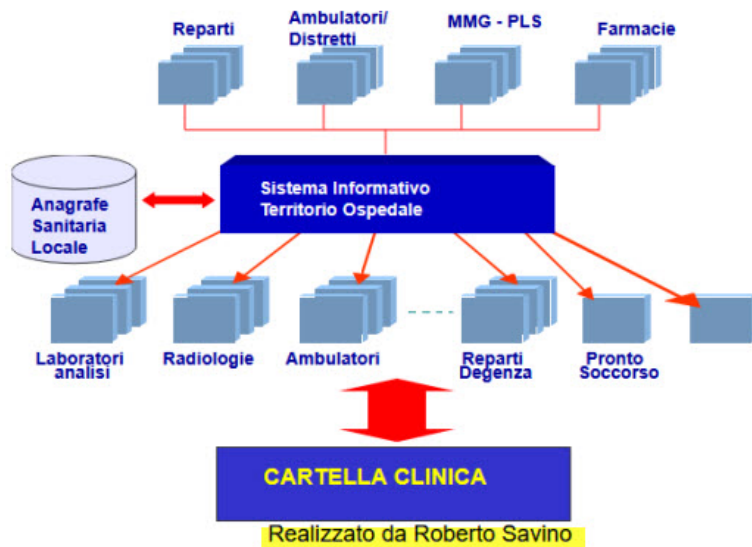 Reparti
Ambulatori/
Distretti
MMG - PLS
Farmacie
Anagrafe
Sanitaria
Locale
Sistema Informativo
Territorio Ospedale
Laboratori
analisi
Radiologie
Ambulatori
Reparti
Degenza
Pronto
Soccorso
CARTELLA CLINICA
Realizzato da Roberto Savino